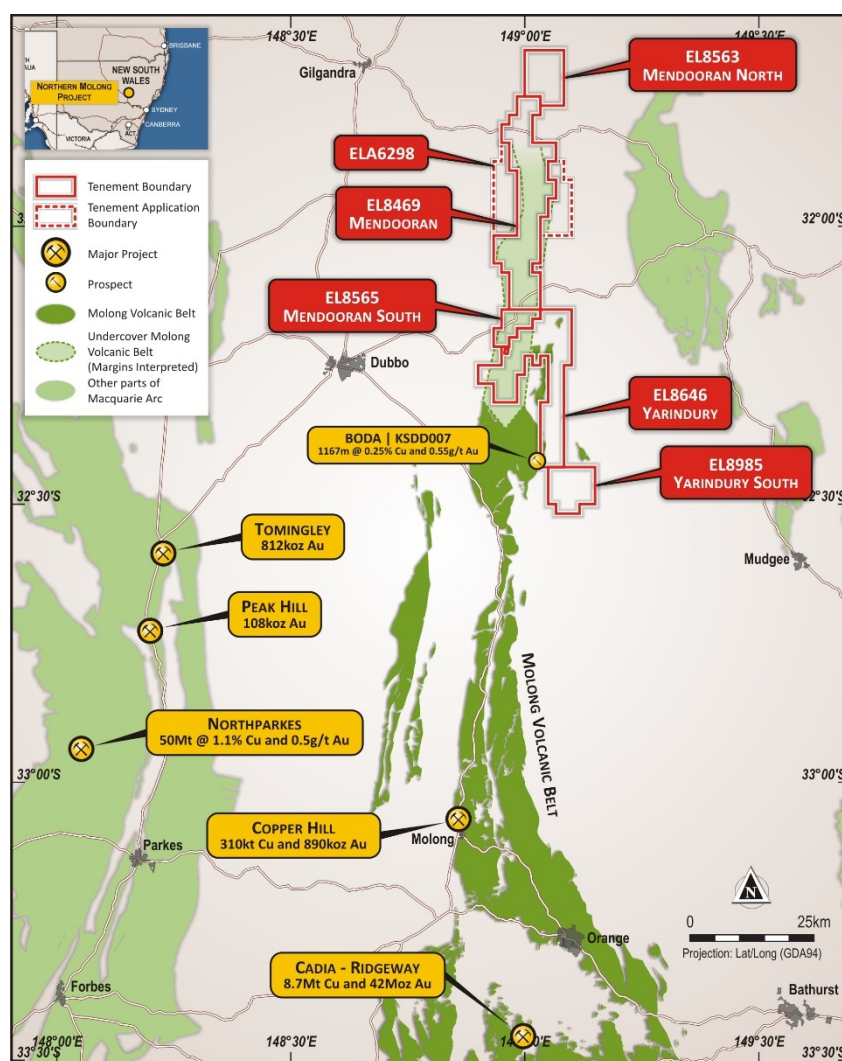 BRISBANE
NEW SOUTH
WALES
NORTHERN MOLONG
PROJECT
SYDNEY
CANBERRA
ACT
VICTORIA
Tenement Boundary
Tenement Application
Boundary
Major Project
Prospect
Molong Volcanic Belt
Undercover Molong
Volcanic Belt
(Margins Interpreted)
Other parts of
Macquarie Arc
148°30'E
149°00'E
149°30'E
Gilgandra
EL8563
MENDOORAN NORTH
ELA6298
EL8469
MENDOORAN
32°00'S
EL8565
MENDOORAN SOUTH
Dubbo
EL8646
YARINDURY
BODA | KSDD007
1167m @ 0.25% Cu and 0.55g/t Au
EL8985
YARINDURY SOUTH
32°30'S
32°30'S
TOMINGLEY
812koz Au
Mudgee
PEAK HILL
108koz Au
MOLONG VOLCANIC BELT
NORTHPARKES
50Mt @ 1.1% Cu and 0.5g/t Au
33°00'S
33°00'S
COPPER HILL
310kt Cu and 890koz Au
Molong
Parkes
N
0
25km
Projection: Lat/Long (GDA94)
Orange
CADIA - RIDGEWAY
8.7Mt Cu and 42Moz Au
Forbes
Bathurst
148°00'E
148°30'E
149°30'E
33°30'S
33°30'S